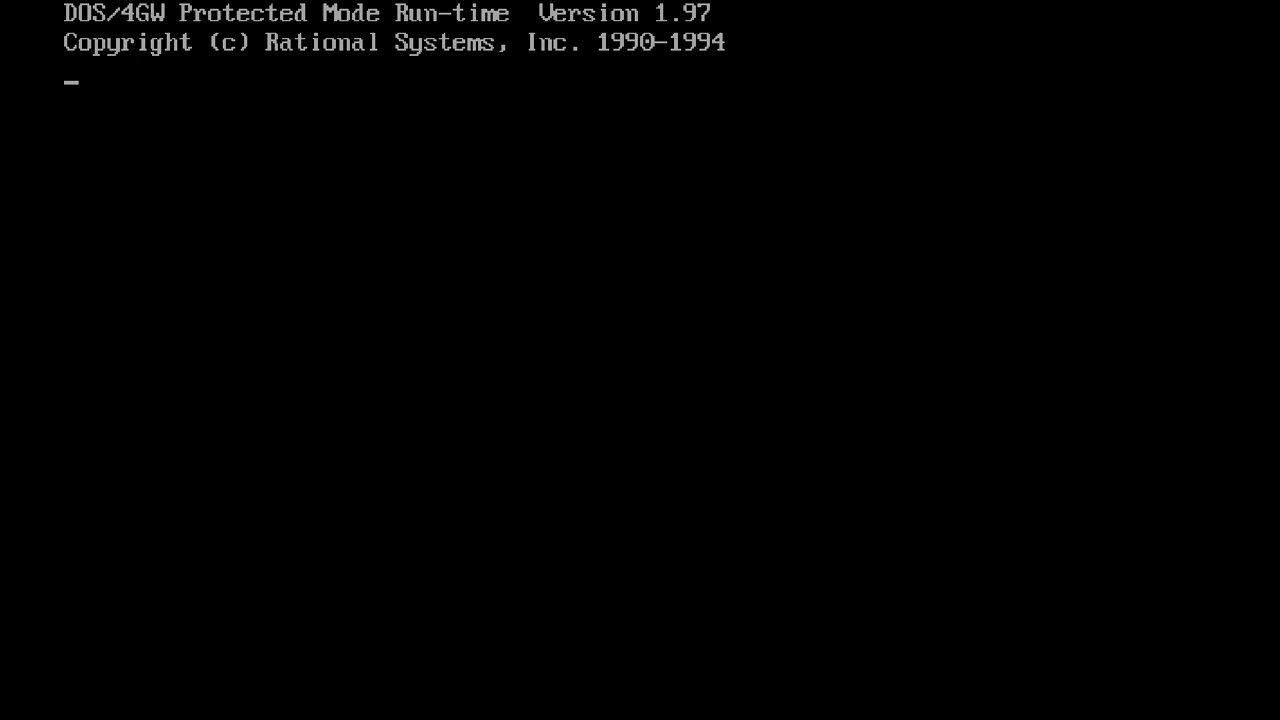 DOS/4GW Protected Mode Run-time  Version 1.97
Copyright (c) Rational Systems, Inc. 1990-1994